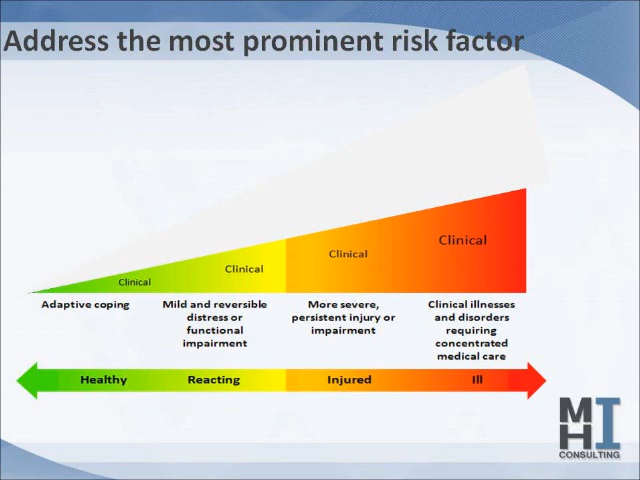 Address the most prominent risk factor
Clinical
Clinical
Clinical
Clinical
Adaptive coping
Mild and reversible
distress or
functional
impairment
More severe,
persistent injury or
impairment
Clinical illnesses
and disorders
requiring
concentrated
medical care
Healthy
Reacting
Injured
Ill
MHI
CONSULTING